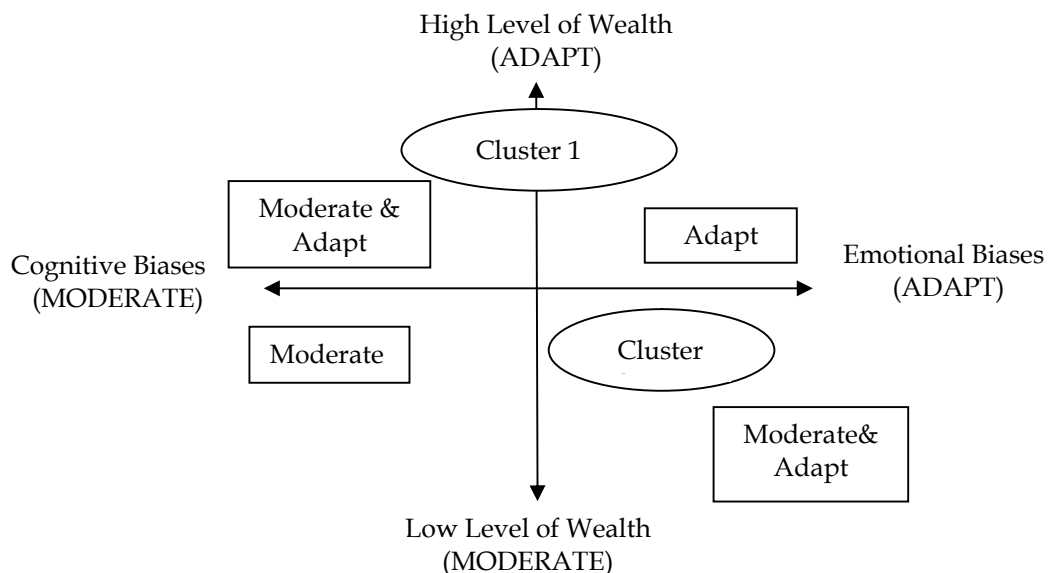 High Level of Wealth
(ADAPT)
Cluster 1
Moderate &
Adapt
Adapt
Cognitive Biases
(MODERATE)
Emotional Biases
(ADAPT)
Moderate
Cluster
Moderate&
Adapt
Low Level of Wealth
(MODERATE)